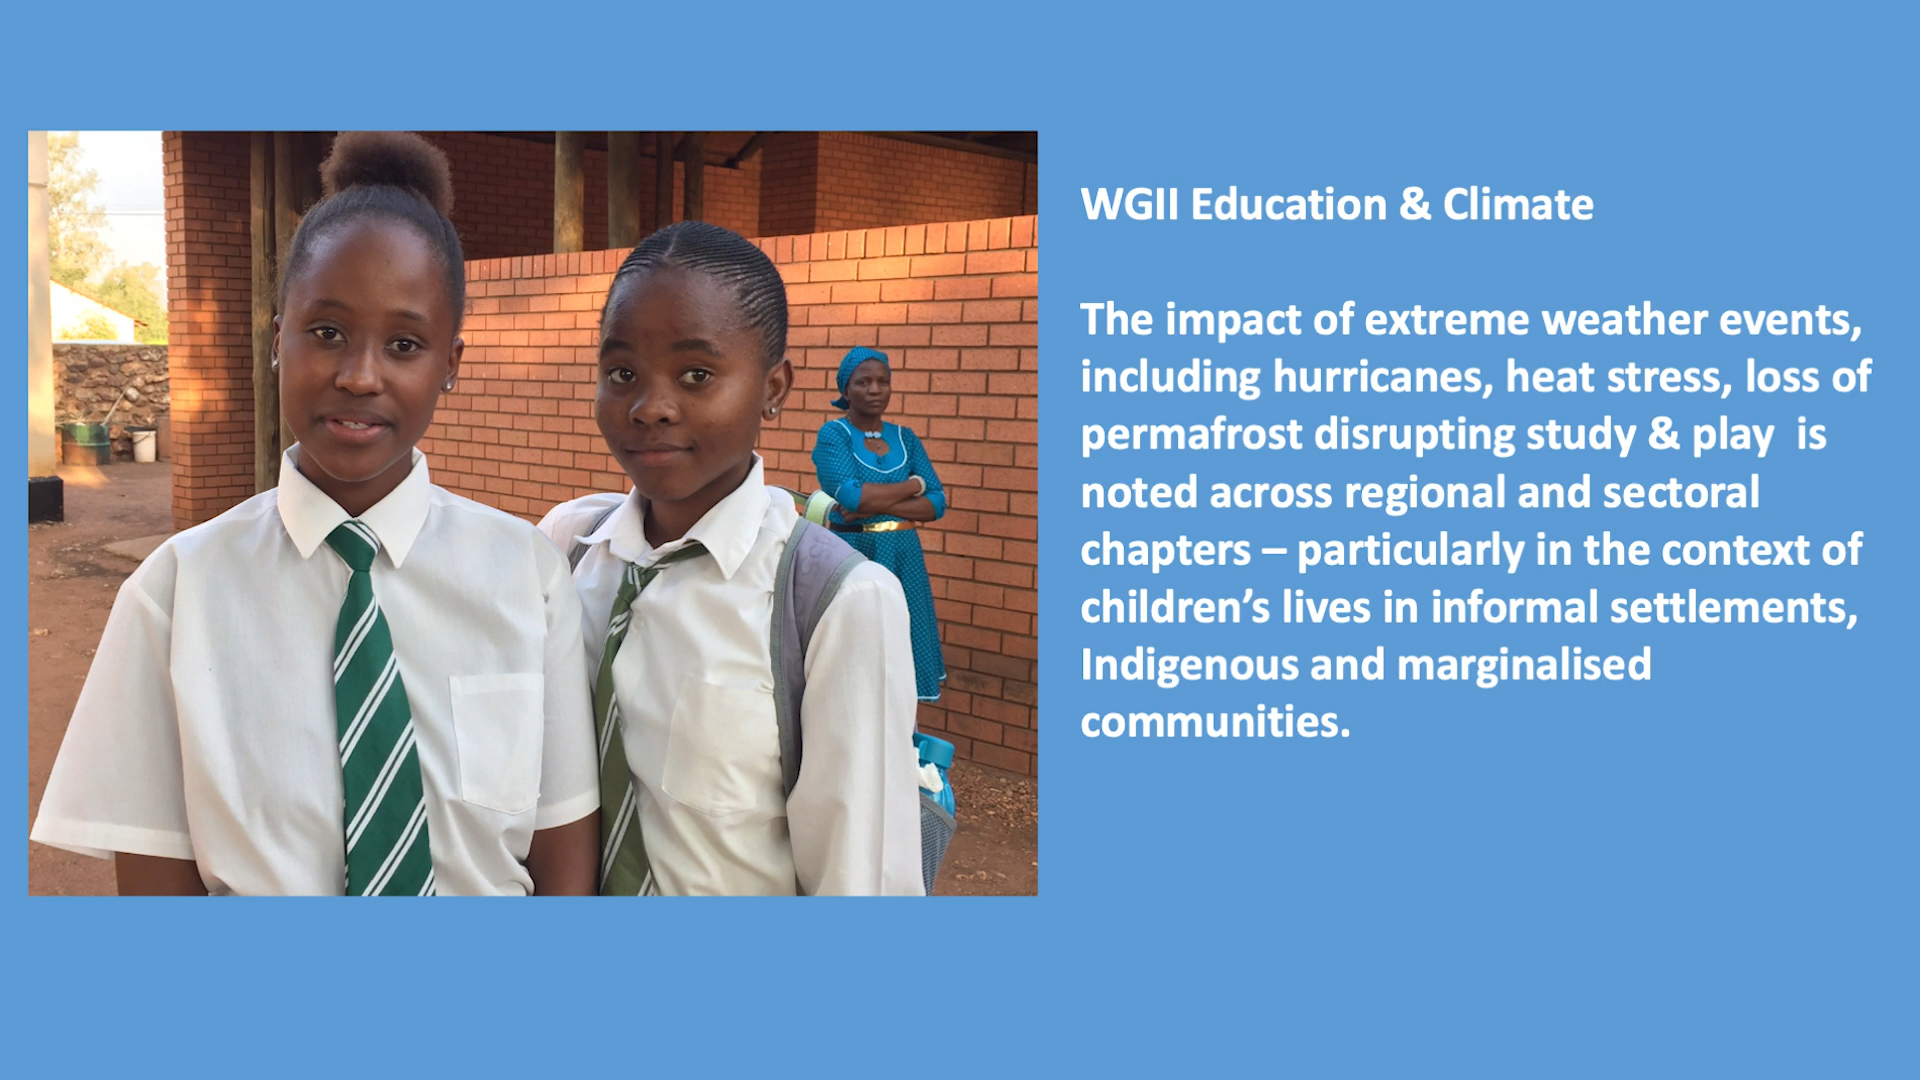 WGII Education & Climate
The impact of extreme weather events,
including hurricanes, heat stress, loss of
permafrost disrupting study & play  is
noted across regional and sectoral
chapters – particularly in the context of
children’s lives in informal settlements,
Indigenous and marginalised
communities.